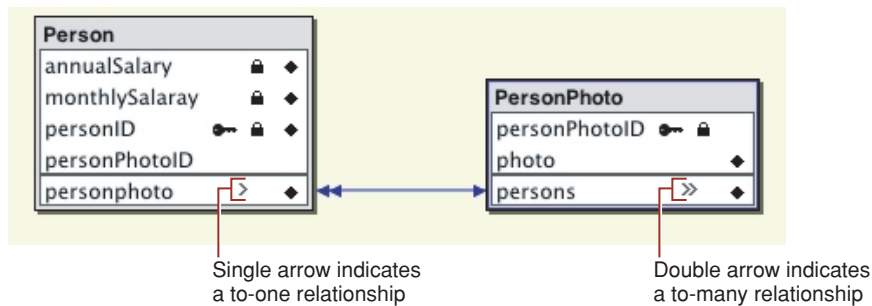 Person
annualSalary
monthlySalaray
personID
personPhotoID
personphoto
PersonPhoto
personPhotoID
photo
persons
Single arrow indicates
a to-one relationship
Double arrow indicates
a to-many relationship